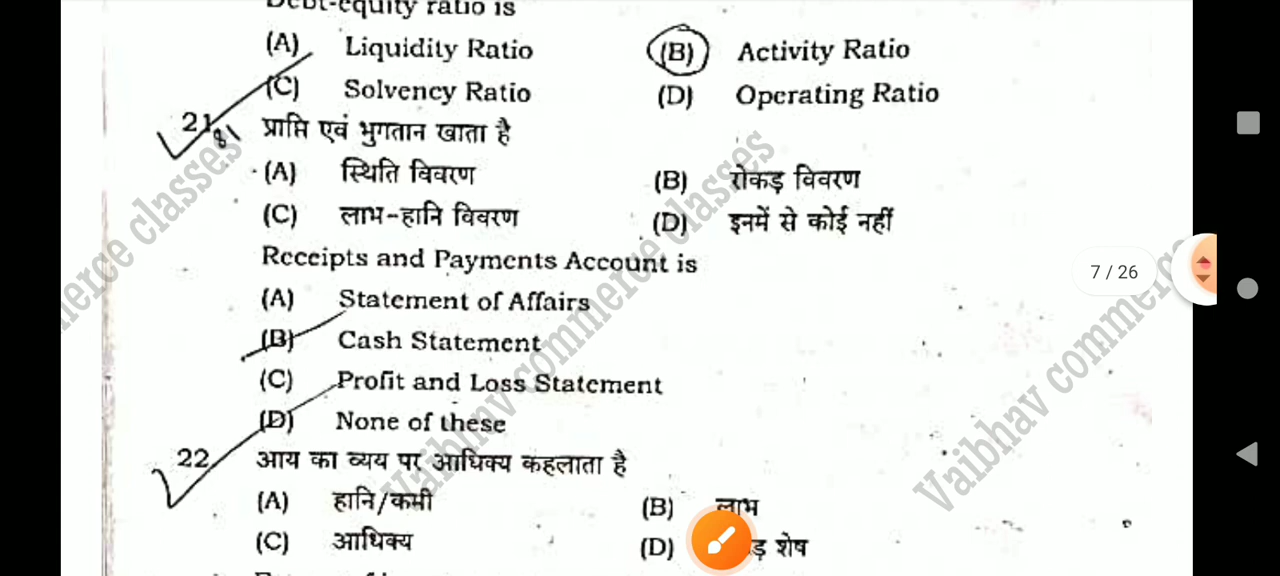 Debt-equity ratio is
(A) Liquidity Ratio (B) Activity Ratio
(C) Solvency Ratio (D) Operating Ratio
21. प्राप्ति एवं भुगतान खाता है
(A) स्थिति विवरण (B) रोकड़ विवरण
(C) लाभ-हानि विवरण (D) इनमें से कोई नहीं
Receipts and Payments Account is
(A) Statement of Affairs
(B) Cash Statement
(C) Profit and Loss Statement
(D) None of these
22. आय का व्यय पर आधिक्य कहलाता है
(A) हानि/कमी (B) लाभ
(C) आधिक्य (D) शेष
7 / 26
Vaibhav commerce classes
Vaibhav commerce